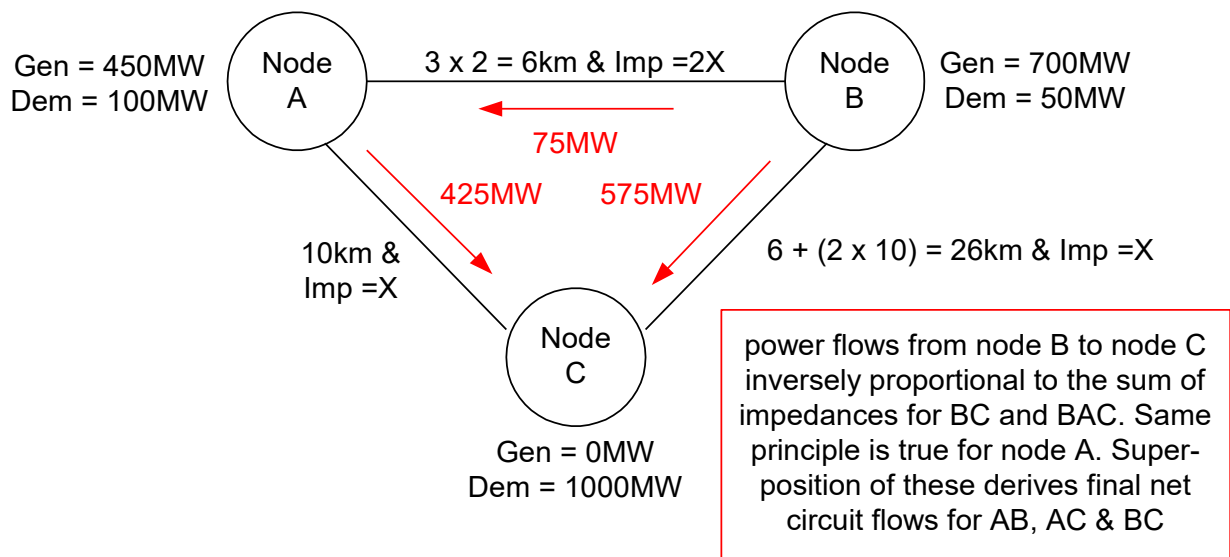 Gen = 450MW
Dem = 100MW
Node
A
3 x 2 = 6km & Imp =2X
Node
B
Gen = 700MW
Dem = 50MW
75MW
425MW
575MW
10km &
Imp =X
6 + (2 x 10) = 26km & Imp =X
Node
C
Gen = 0MW
Dem = 1000MW
power flows from node B to node C
inversely proportional to the sum of
impedances for BC and BAC. Same
principle is true for node A. Super-
position of these derives final net
circuit flows for AB, AC & BC